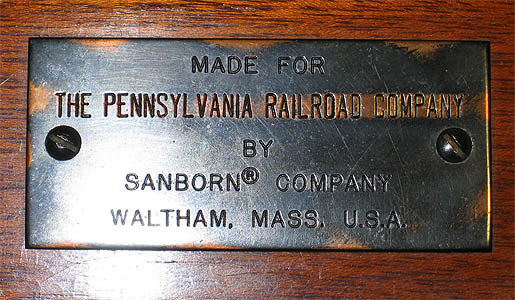 MADE FOR
THE PENNSYLVANIA RAILROAD COMPANY
BY
SANBORN® COMPANY
WALTHAM, MASS. U.S.A.